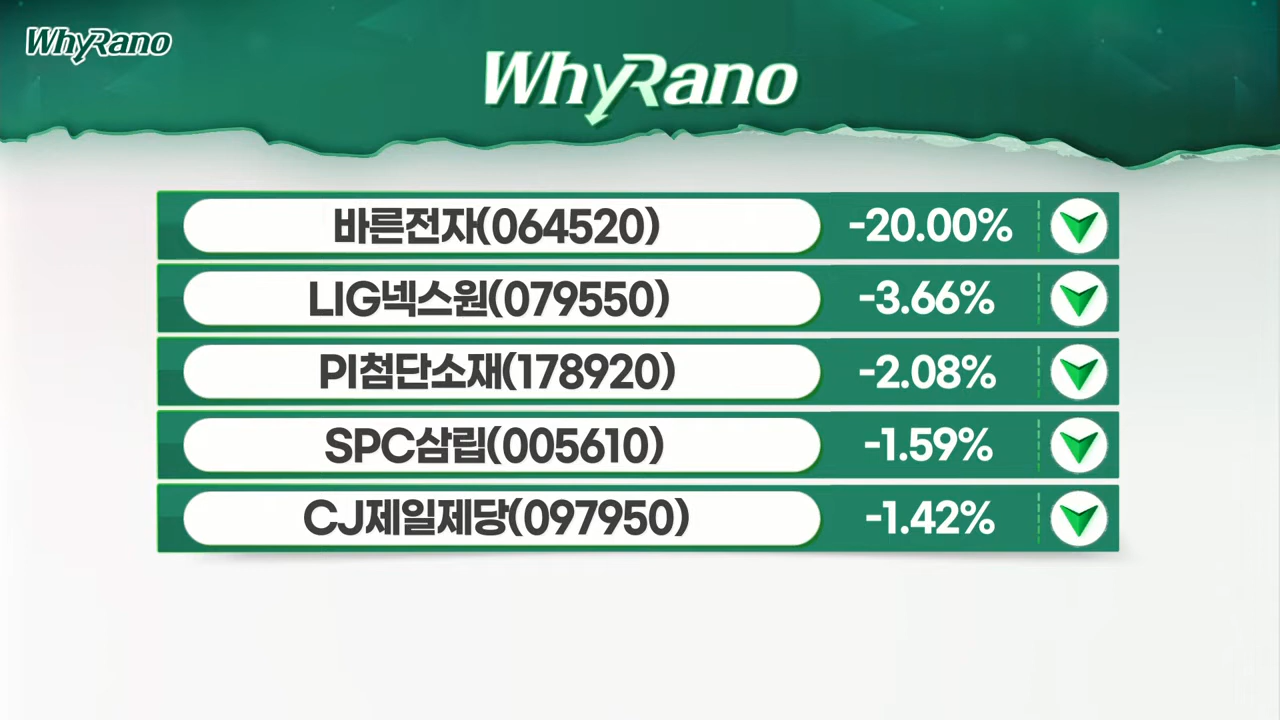 WhyRano
WhyRano
바른전자(064520) -20.00%
LIG넥스원(079550) -3.66%
PI첨단소재(178920) -2.08%
SPC삼립(005610) -1.59%
CJ제일제당(097950) -1.42%